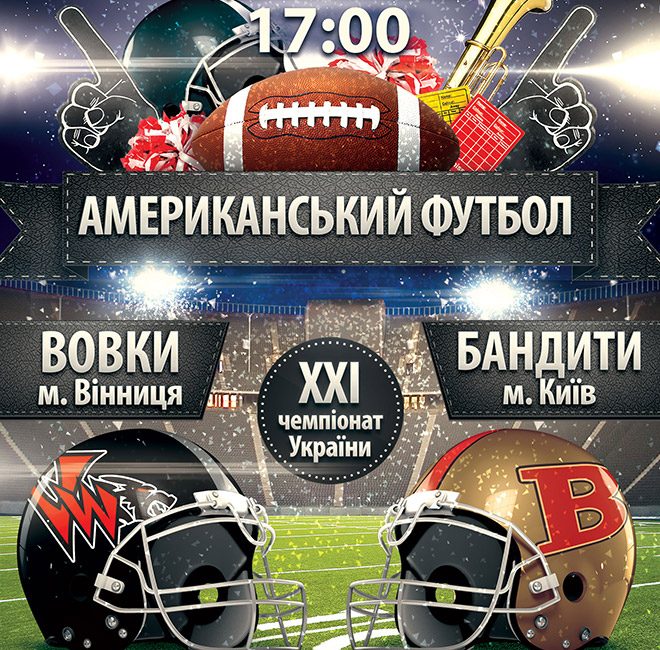 17:00
АМЕРИКАНСЬКИЙ ФУТБОЛ
ВОВКИ
м. Вінниця
XXI
чемпіонат
України
БАНДИТИ
м. Київ
W
B